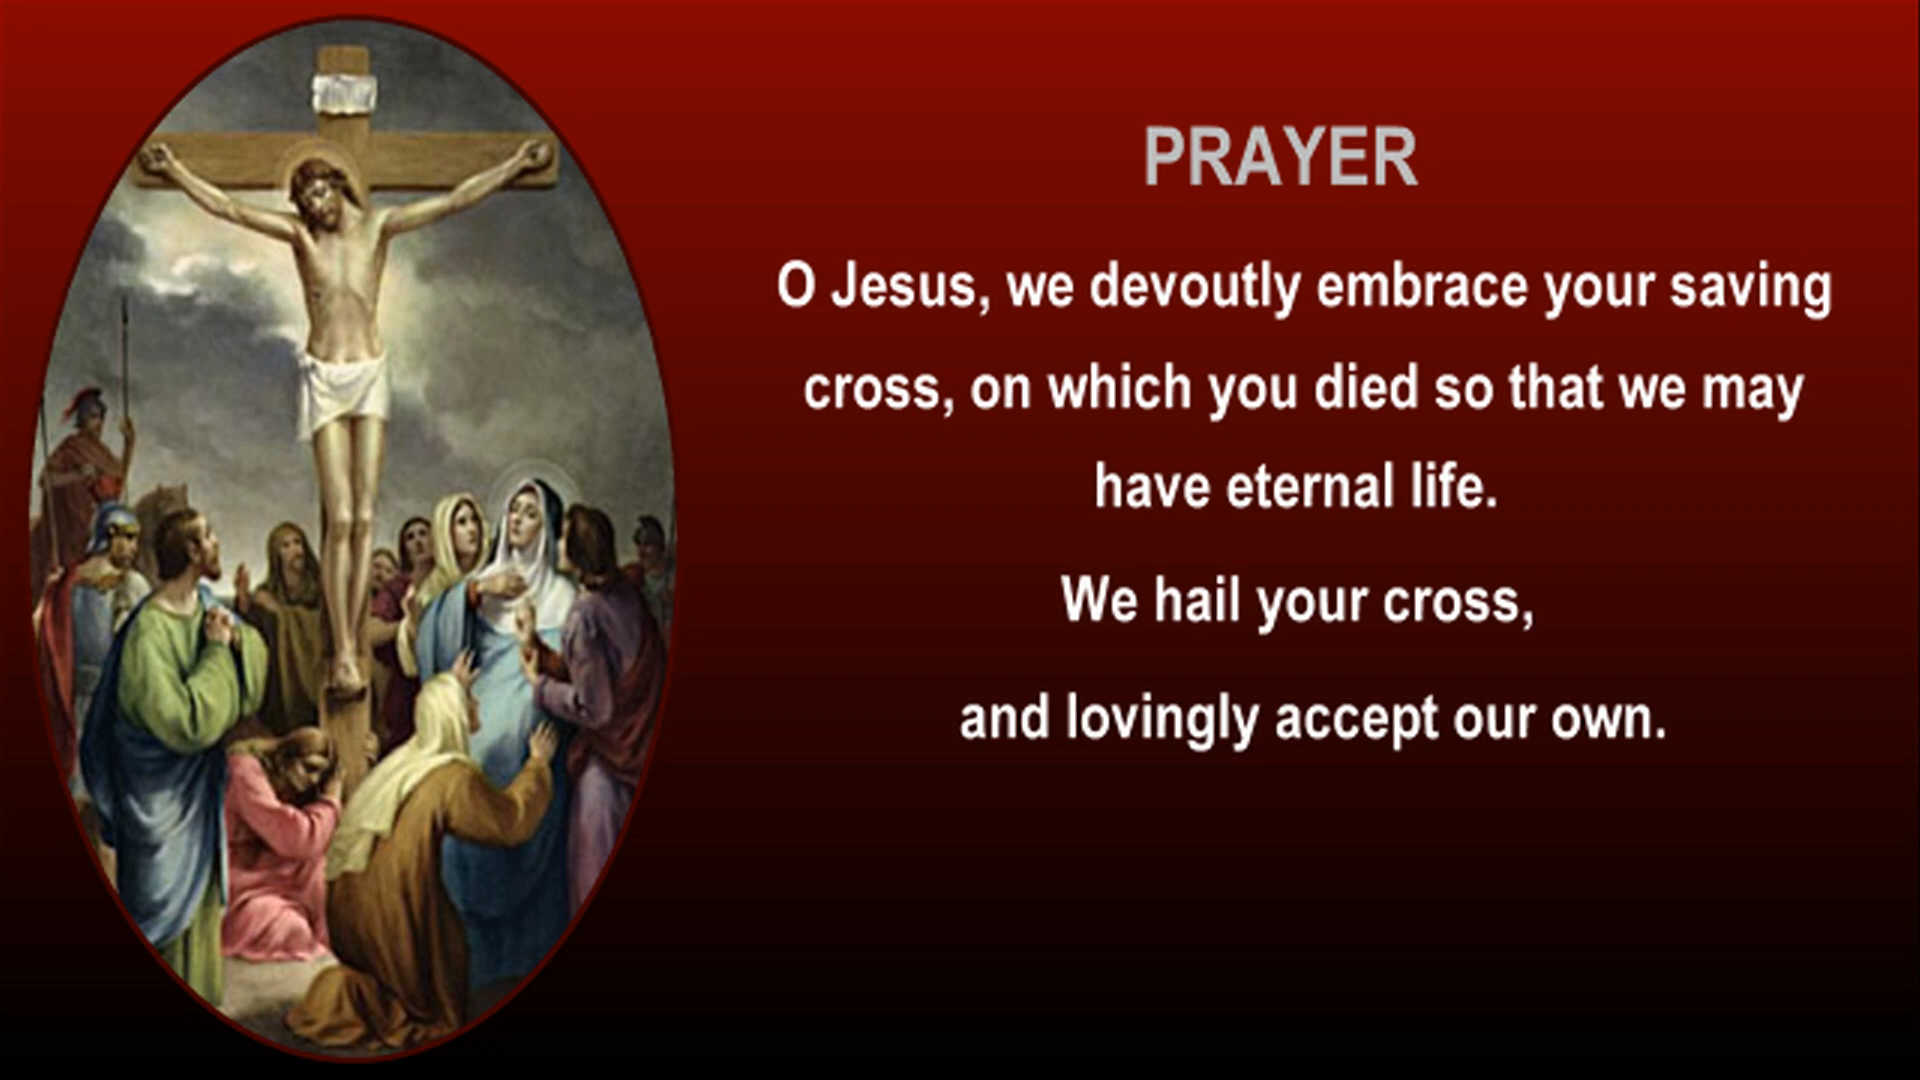 PRAYER
O Jesus, we devoutly embrace your saving
cross, on which you died so that we may
have eternal life.
We hail your cross,
and lovingly accept our own.